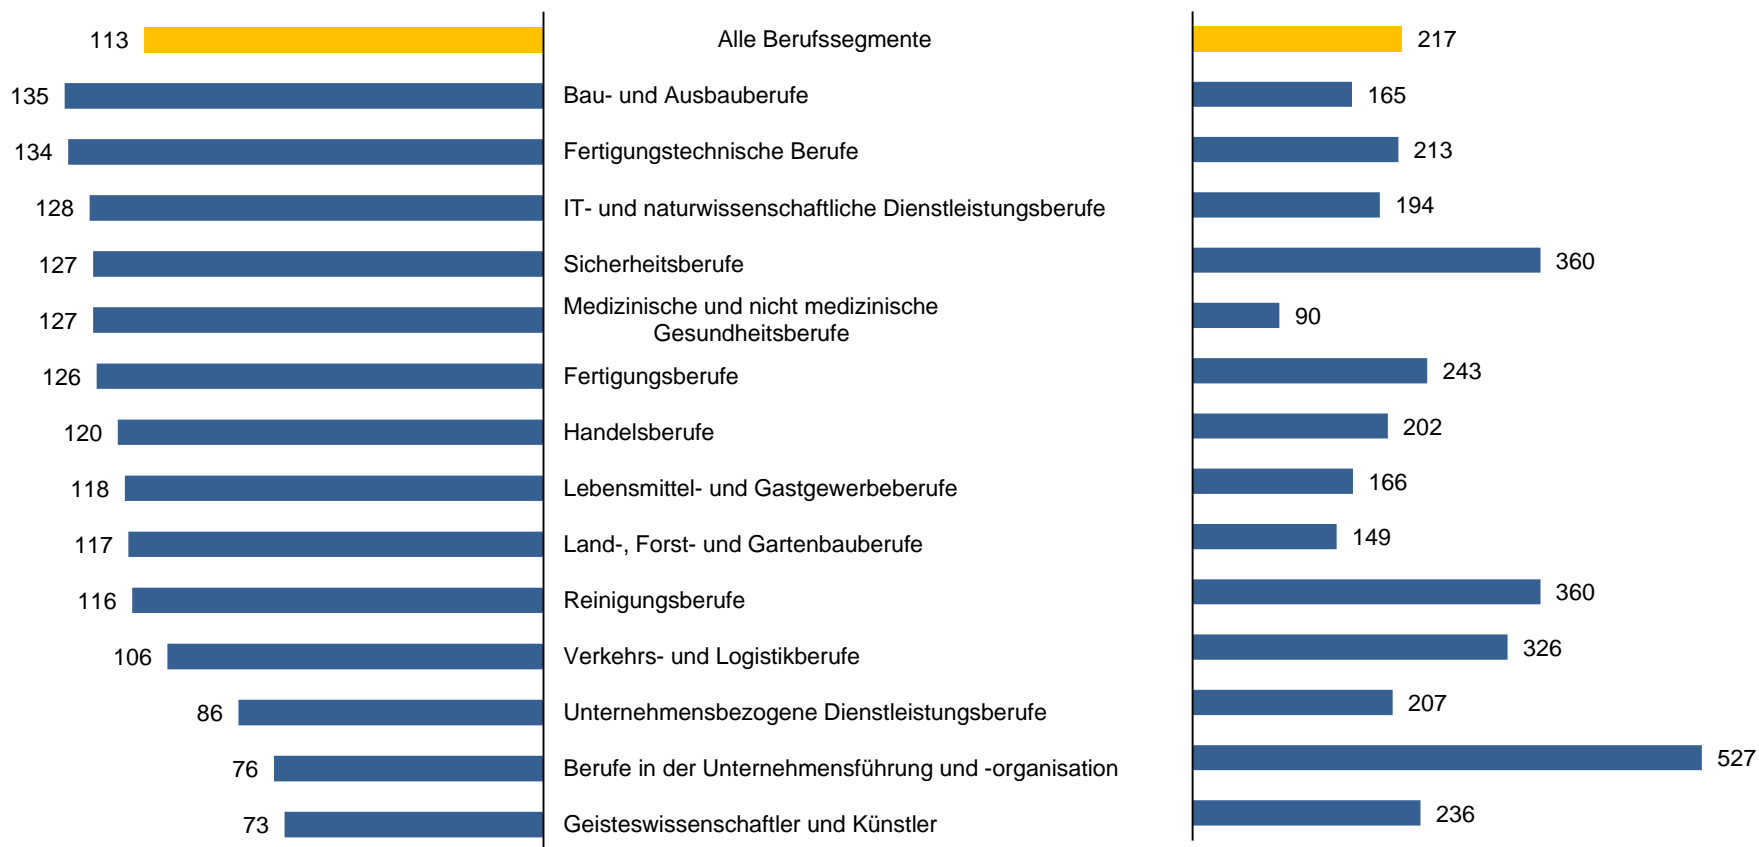 113 Alle Berufssegmente 217
135 Bau- und Ausbauberufe 165
134 Fertigungstechnische Berufe 213
128 IT- und naturwissenschaftliche Dienstleistungsberufe 194
127 Sicherheitsberufe 360
127 Medizinische und nicht medizinische
Gesundheitsberufe 90
126 Fertigungsberufe 243
120 Handelsberufe 202
118 Lebensmittel- und Gastgewerbeberufe 166
117 Land-, Forst- und Gartenbauberufe 149
116 Reinigungsberufe 360
106 Verkehrs- und Logistikberufe 326
86 Unternehmensbezogene Dienstleistungsberufe 207
76 Berufe in der Unternehmensführung und -organisation 527
73 Geisteswissenschaftler und Künstler 236